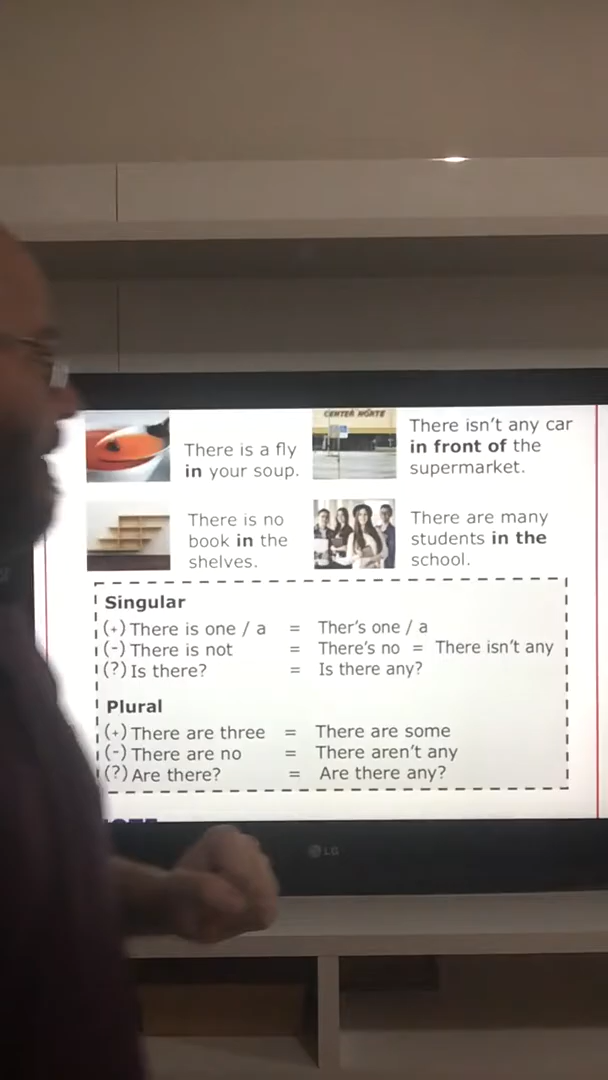 There is a fly
in your soup.
CENTER NORTE
There isn't any car
in front of the
supermarket.
There is no
book in the
shelves.
There are many
students in the
school.
Singular
(+) There is one / a = Ther's one / a
(-) There is not = There's no = There isn't any
(?) Is there? = Is there any?
Plural
(+) There are three = There are some
(-) There are no = There aren't any
(?) Are there? = Are there any?
LG